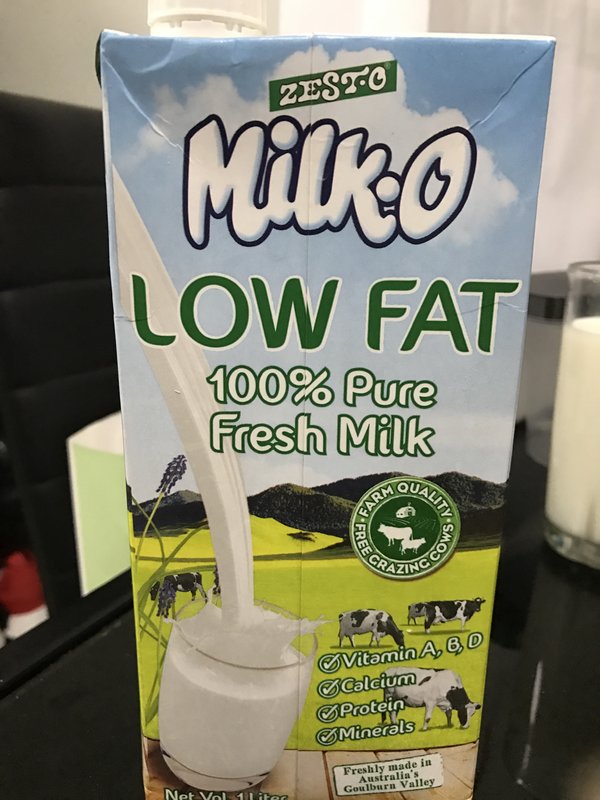 ZEST-O®
Milk-O
LOW FAT
100% Pure
Fresh Milk
FARM QUALITY
FREE GRAZING COWS
Vitamin A, B, D
Calcium
Protein
Minerals
Freshly made in
Australia's
Goulburn Valley
Net Vol. 1 Liter